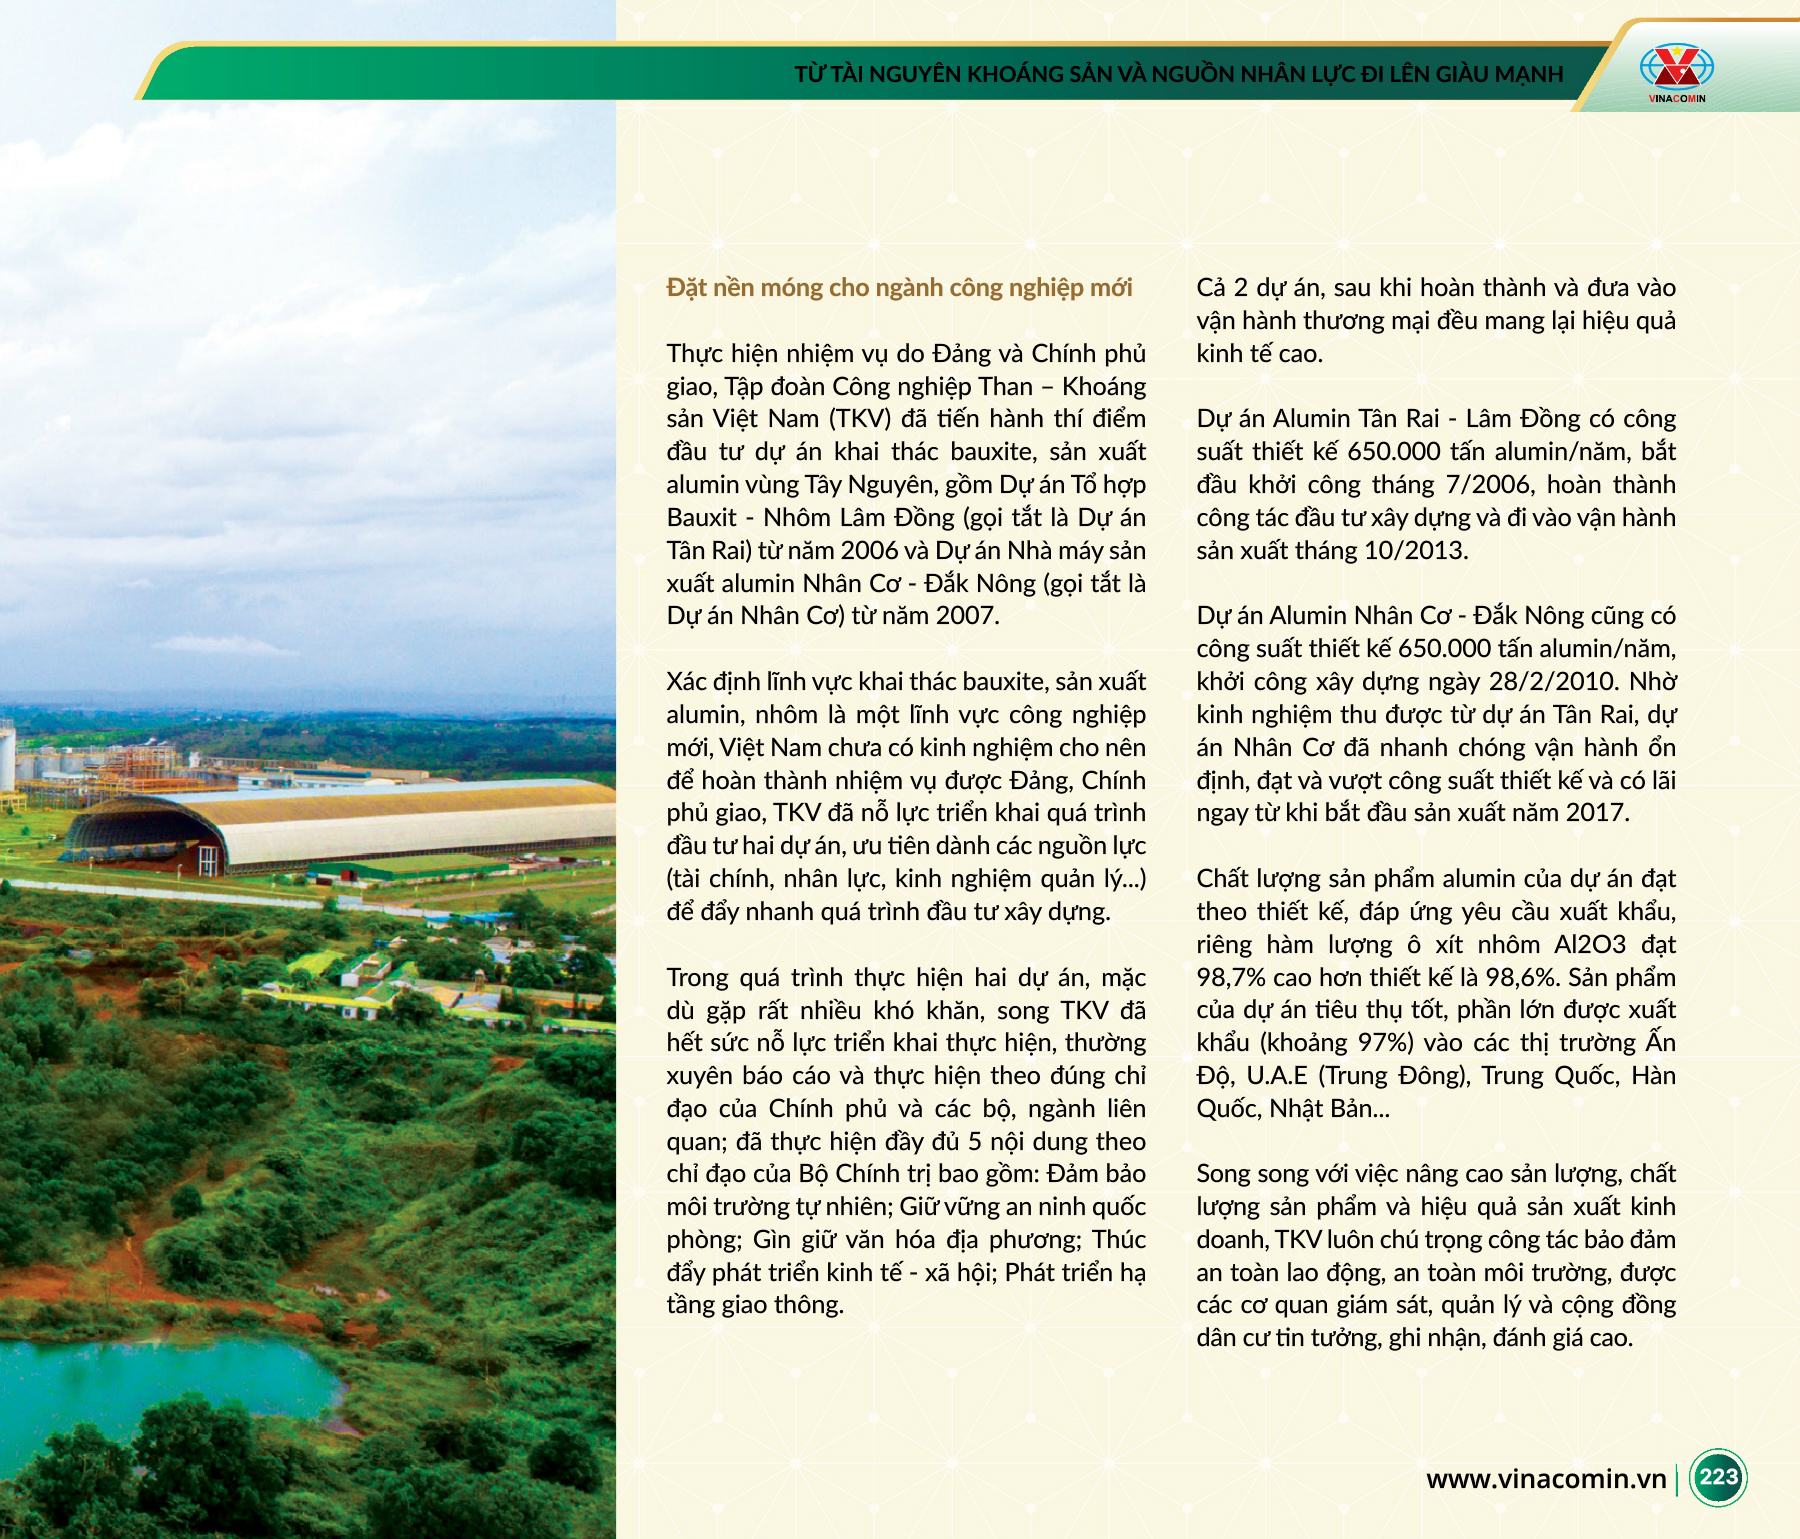 TỪ TÀI NGUYÊN KHOÁNG SẢN VÀ NGUỒN NHÂN LỰC ĐI LÊN GIÀU MẠNH
VINACOMIN
Đặt nền móng cho ngành công nghiệp mới
Thực hiện nhiệm vụ do Đảng và Chính phủ
giao, Tập đoàn Công nghiệp Than – Khoáng
sản Việt Nam (TKV) đã tiến hành thí điểm
đầu tư dự án khai thác bauxite, sản xuất
alumin vùng Tây Nguyên, gồm Dự án Tổ hợp
Bauxit - Nhôm Lâm Đồng (gọi tắt là Dự án
Tân Rai) từ năm 2006 và Dự án Nhà máy sản
xuất alumin Nhân Cơ - Đắk Nông (gọi tắt là
Dự án Nhân Cơ) từ năm 2007.
Xác định lĩnh vực khai thác bauxite, sản xuất
alumin, nhôm là một lĩnh vực công nghiệp
mới, Việt Nam chưa có kinh nghiệm cho nên
để hoàn thành nhiệm vụ được Đảng, Chính
phủ giao, TKV đã nỗ lực triển khai quá trình
đầu tư hai dự án, ưu tiên dành các nguồn lực
(tài chính, nhân lực, kinh nghiệm quản lý...)
để đẩy nhanh quá trình đầu tư xây dựng.
Trong quá trình thực hiện hai dự án, mặc
dù gặp rất nhiều khó khăn, song TKV đã
hết sức nỗ lực triển khai thực hiện, thường
xuyên báo cáo và thực hiện theo đúng chỉ
đạo của Chính phủ và các bộ, ngành liên
quan; đã thực hiện đầy đủ 5 nội dung theo
chỉ đạo của Bộ Chính trị bao gồm: Đảm bảo
môi trường tự nhiên; Giữ vững an ninh quốc
phòng; Gìn giữ văn hóa địa phương; Thúc
đẩy phát triển kinh tế - xã hội; Phát triển hạ
tầng giao thông.
Cả 2 dự án, sau khi hoàn thành và đưa vào
vận hành thương mại đều mang lại hiệu quả
kinh tế cao.
Dự án Alumin Tân Rai - Lâm Đồng có công
suất thiết kế 650.000 tấn alumin/năm, bắt
đầu khởi công tháng 7/2006, hoàn thành
công tác đầu tư xây dựng và đi vào vận hành
sản xuất tháng 10/2013.
Dự án Alumin Nhân Cơ - Đắk Nông cũng có
công suất thiết kế 650.000 tấn alumin/năm,
khởi công xây dựng ngày 28/2/2010. Nhờ
kinh nghiệm thu được từ dự án Tân Rai, dự
án Nhân Cơ đã nhanh chóng vận hành ổn
định, đạt và vượt công suất thiết kế và có lãi
ngay từ khi bắt đầu sản xuất năm 2017.
Chất lượng sản phẩm alumin của dự án đạt
theo thiết kế, đáp ứng yêu cầu xuất khẩu,
riêng hàm lượng ô xít nhôm Al2O3 đạt
98,7% cao hơn thiết kế là 98,6%. Sản phẩm
của dự án tiêu thụ tốt, phần lớn được xuất
khẩu (khoảng 97%) vào các thị trường Ấn
Độ, U.A.E (Trung Đông), Trung Quốc, Hàn
Quốc, Nhật Bản...
Song song với việc nâng cao sản lượng, chất
lượng sản phẩm và hiệu quả sản xuất kinh
doanh, TKV luôn chú trọng công tác bảo đảm
an toàn lao động, an toàn môi trường, được
các cơ quan giám sát, quản lý và cộng đồng
dân cư tin tưởng, ghi nhận, đánh giá cao.
www.vinacomin.vn
223